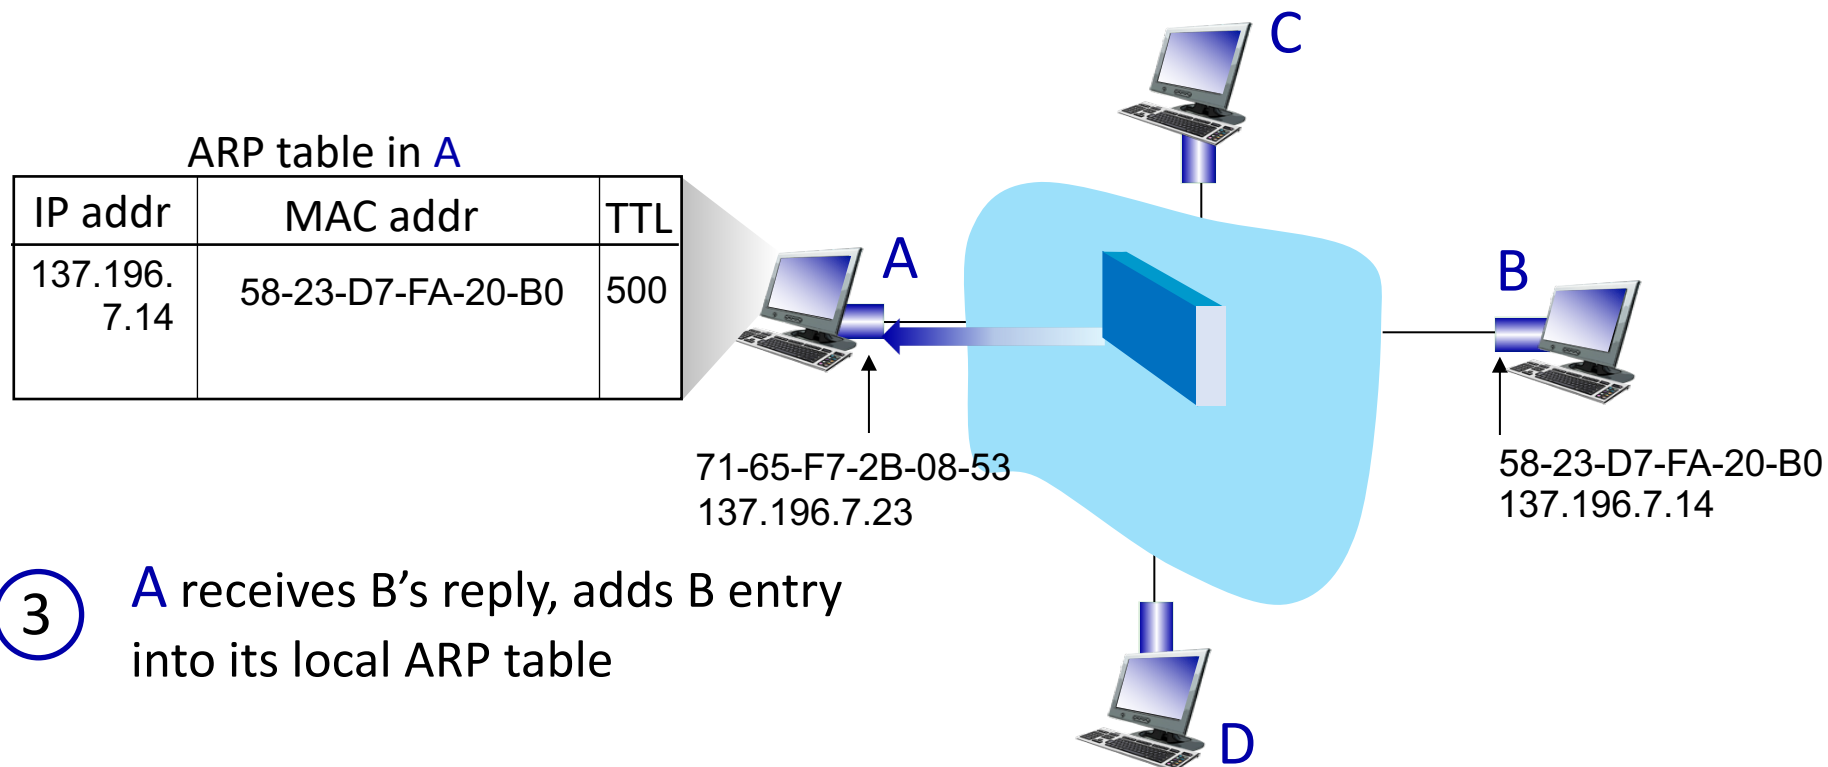 C
ARP table in A
IP addr MAC addr TTL
137.196.
7.14
58-23-D7-FA-20-B0 500
A
B
71-65-F7-2B-08-53
137.196.7.23
58-23-D7-FA-20-B0
137.196.7.14
3 A receives B’s reply, adds B entry
into its local ARP table
D